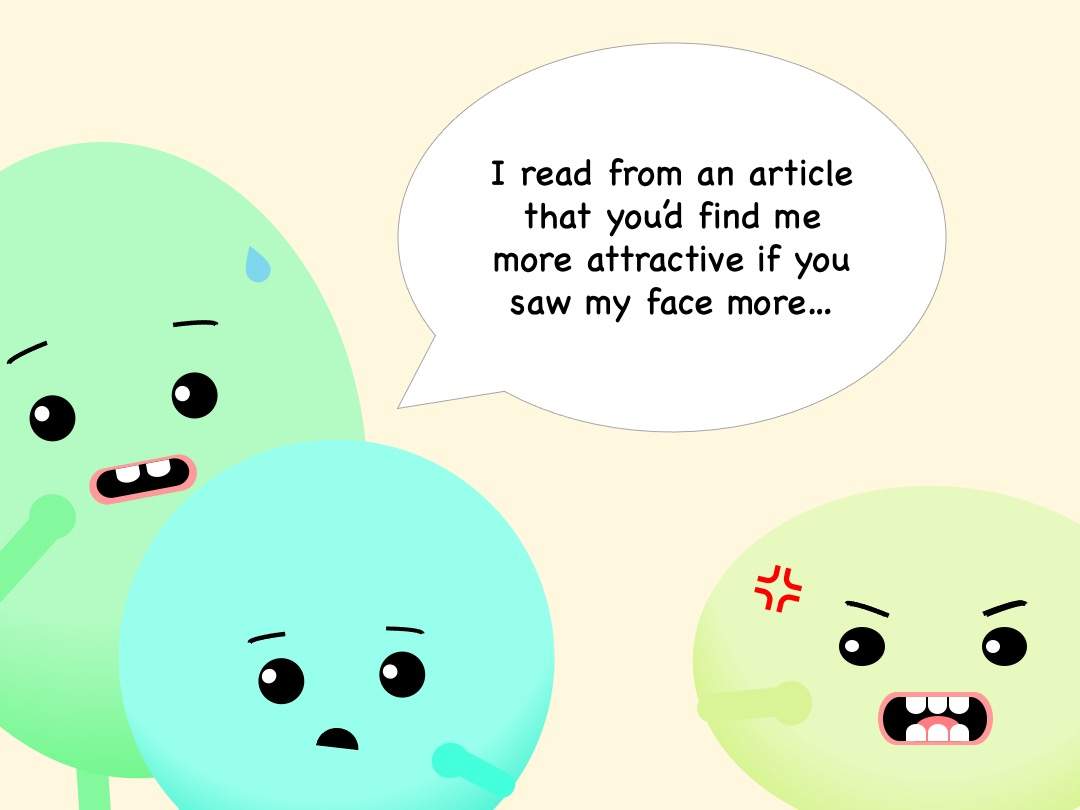 I read from an article
that you'd find me
more attractive if you
saw my face more...